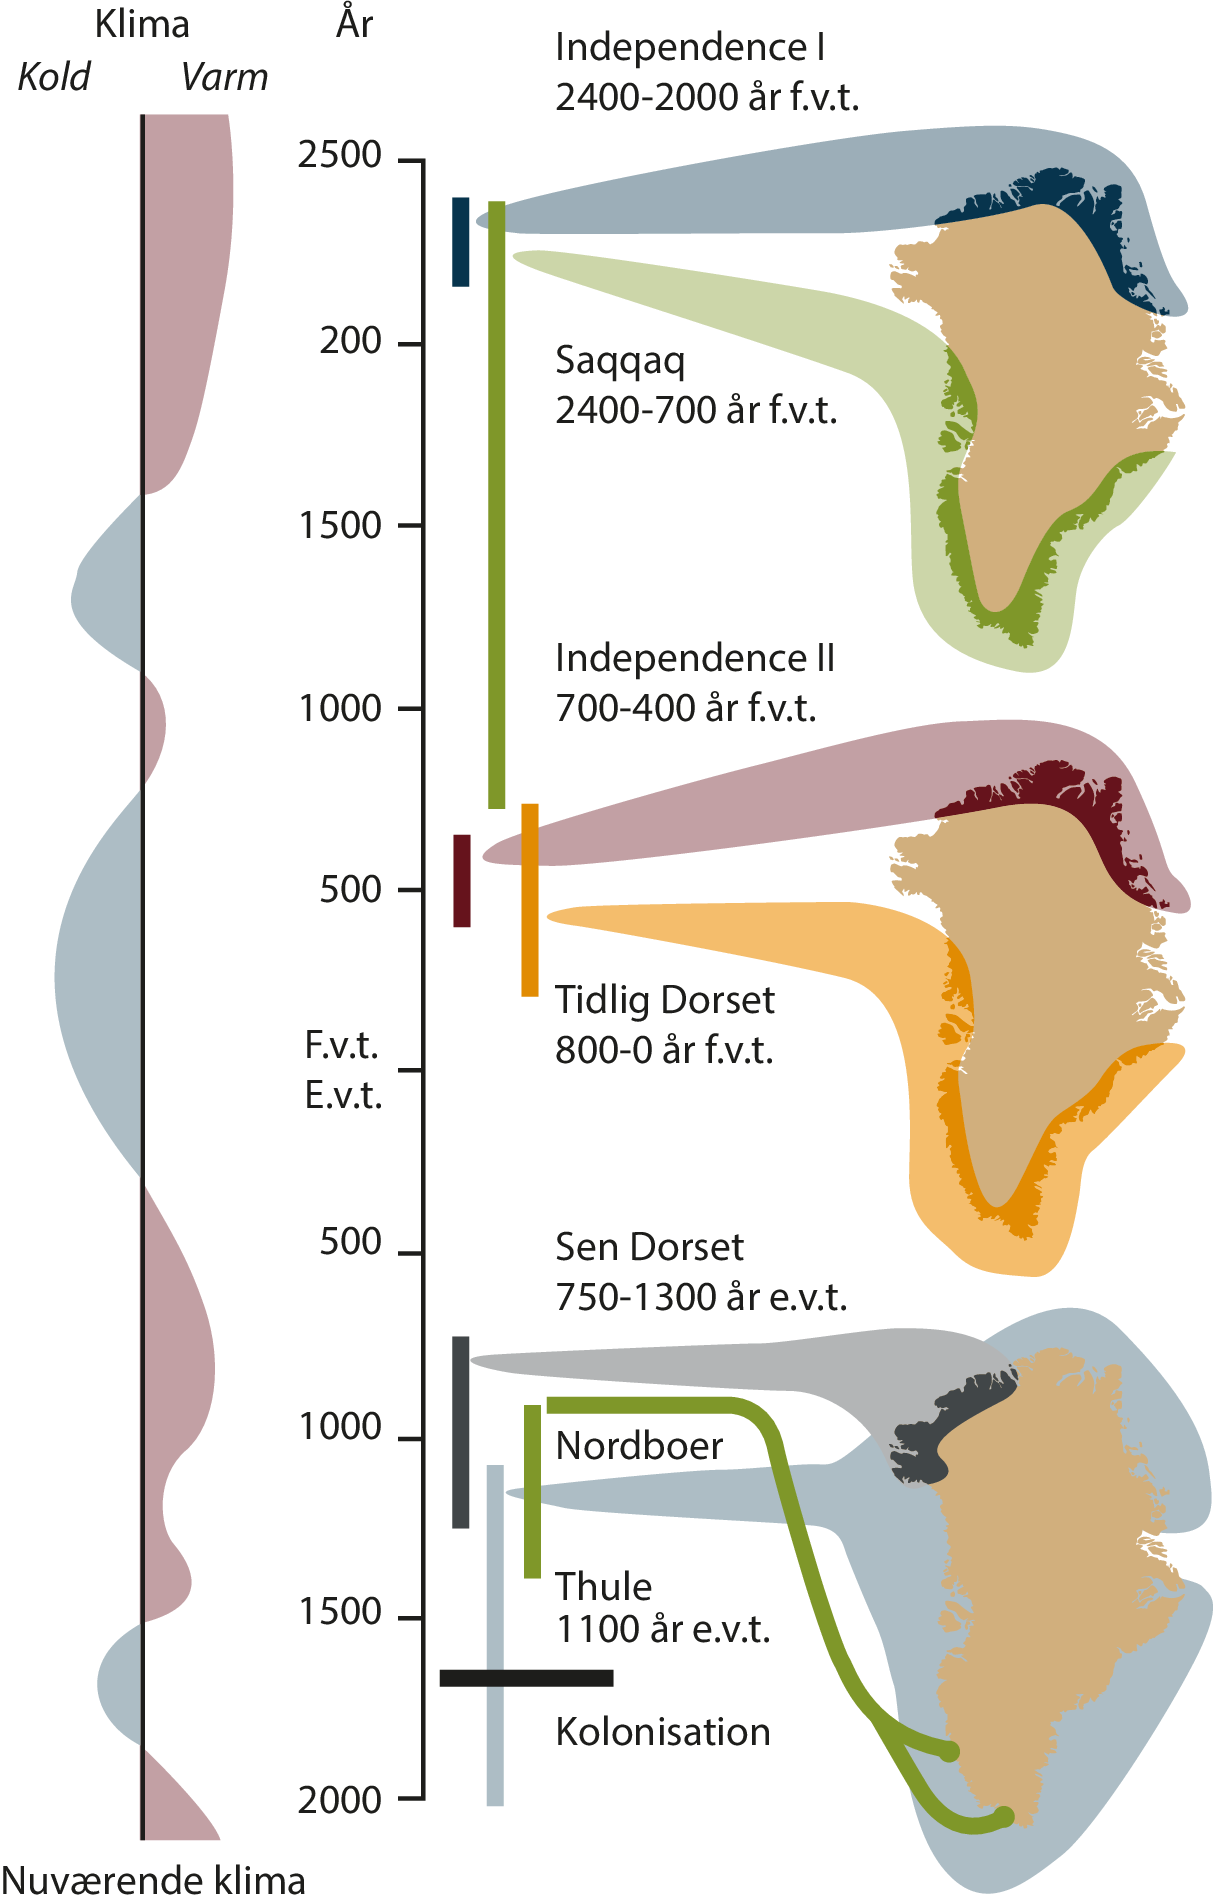 Klima
Kold
Varm
År
2500
200
1500
1000
500
F.v.t.
E.v.t.
500
1000
1500
2000
Nuværende klima
Independence I
2400-2000 år f.v.t.
Saqqaq
2400-700 år f.v.t.
Independence II
700-400 år f.v.t.
Tidlig Dorset
800-0 år f.v.t.
Sen Dorset
750-1300 år e.v.t.
Nordboer
Thule
1100 år e.v.t.
Kolonisation